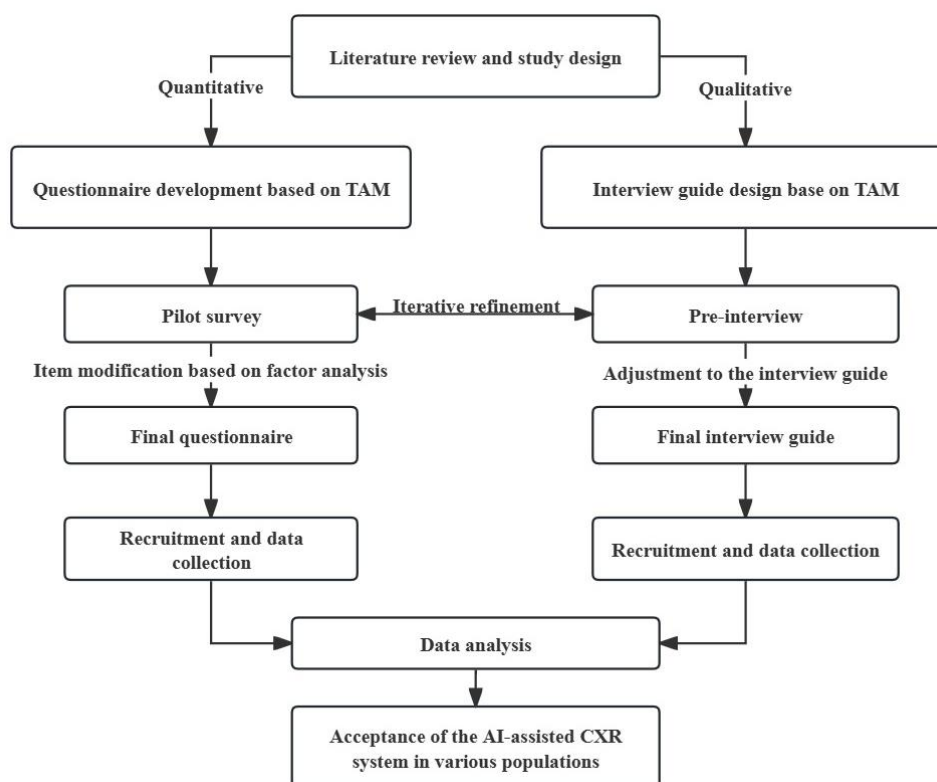 Literature review and study design
Quantitative
Qualitative
Questionnaire development based on TAM
Interview guide design base on TAM
Pilot survey
Iterative refinement
Pre-interview
Item modification based on factor analysis
Adjustment to the interview guide
Final questionnaire
Final interview guide
Recruitment and data
collection
Recruitment and data collection
Data analysis
Acceptance of the AI-assisted CXR
system in various populations